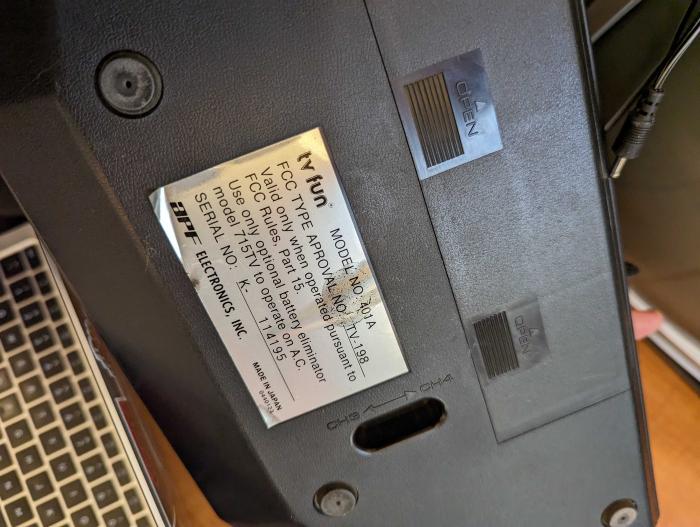 tv fun
MODEL NO. 401A
FCC TYPE APROVAL NO. TV-198
Valid only when operated pursuant to
FCC Rules, Part 15.
Use only optional battery eliminator
model 715TV to operate on A.C.
SERIAL NO: K- 114195
APF ELECTRONICS, INC.
MADE IN JAPAN
OPEN
OPEN
CH3 CH4